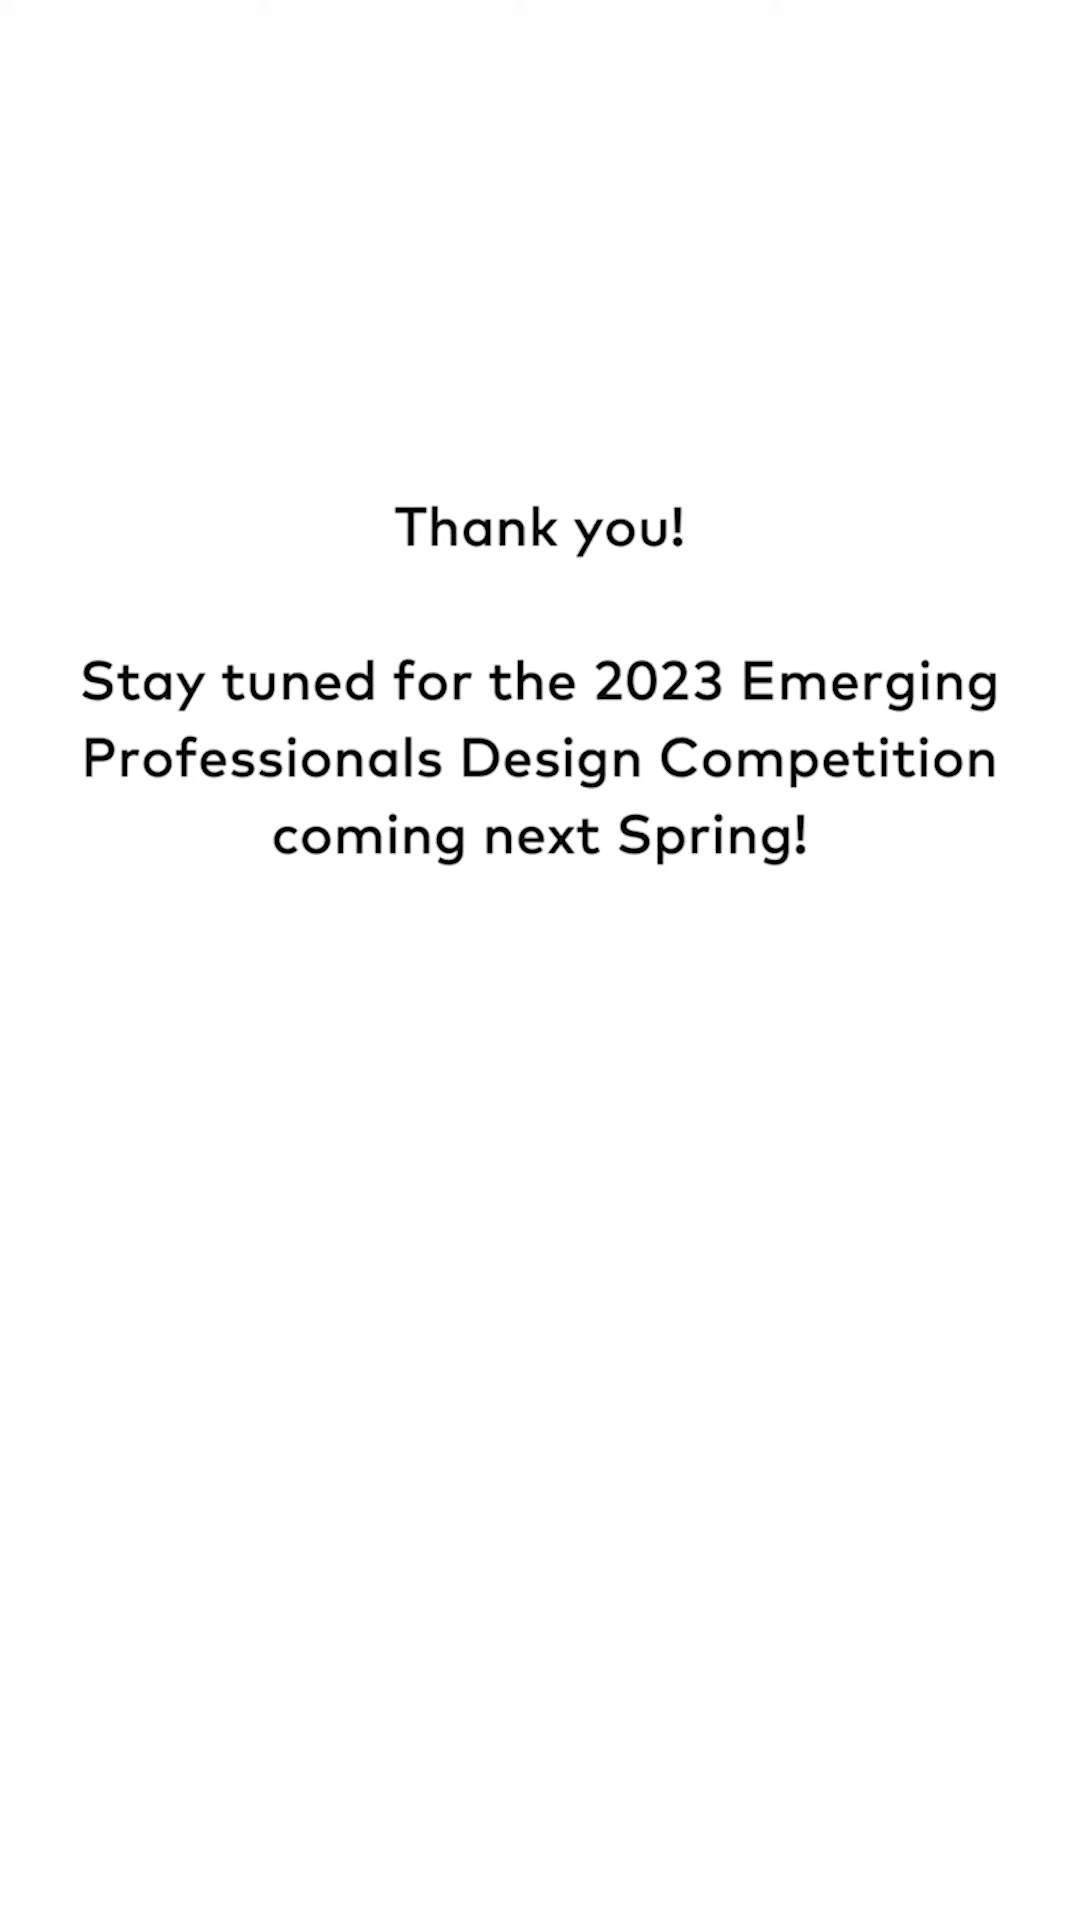 Thank you!
Stay tuned for the 2023 Emerging
Professionals Design Competition
coming next Spring!